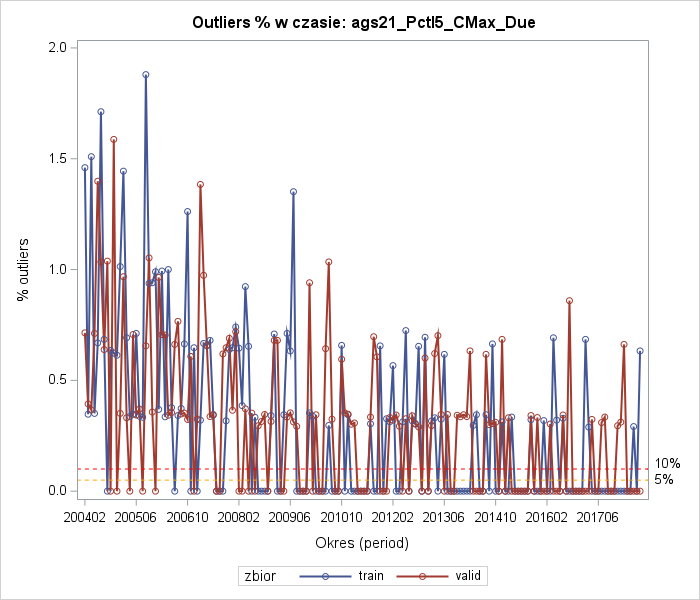 Outliers % w czasie: ags21_Pctl5_CMax_Due
2.0
1.5
1.0
0.5
0.0
% outliers
10%
5%
200402 200506 200610 200802 200906 201010 201202 201306 201410 201602 201706
Okres (period)
zbior train valid